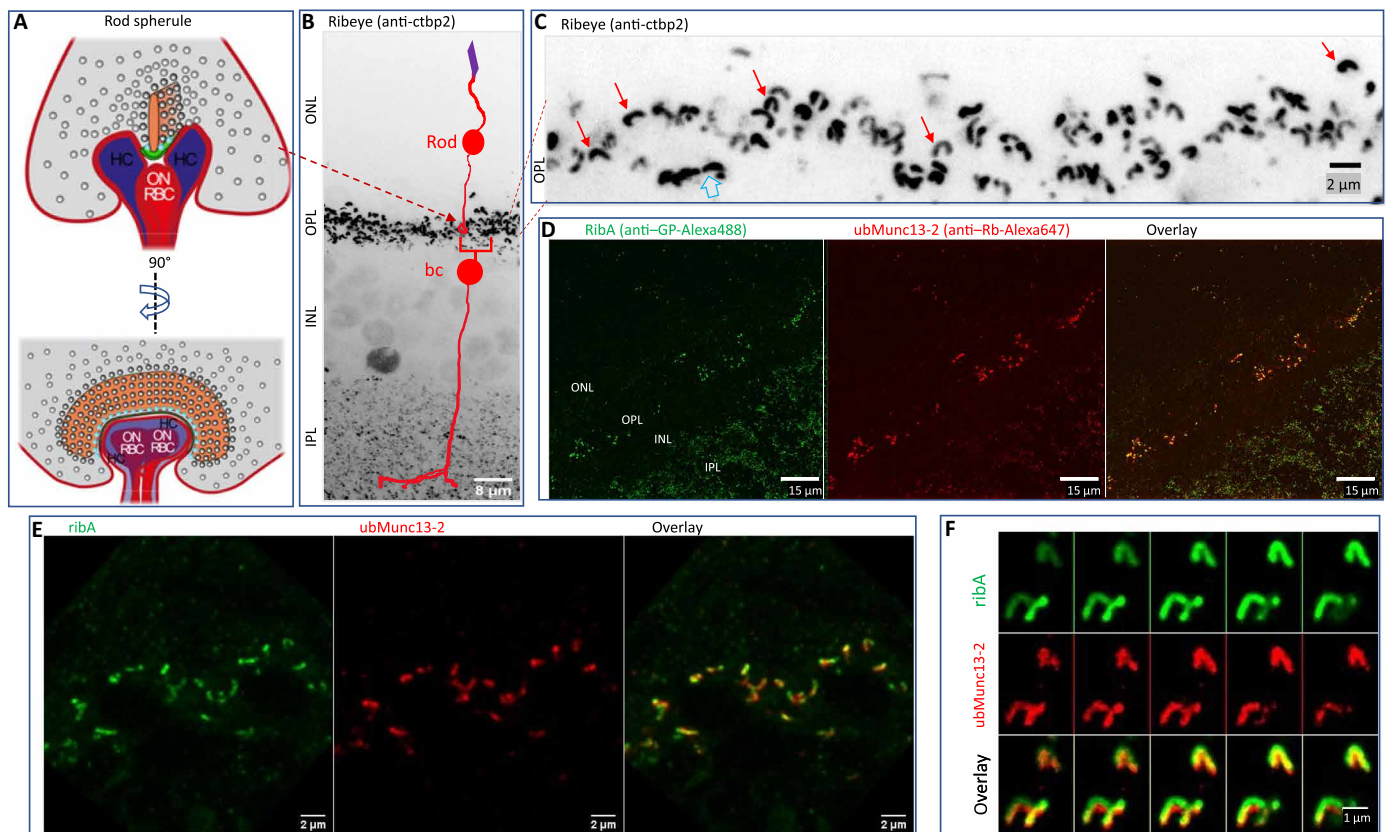 A
Rod spherule
HC
HC
ON
RBC
90°
HC
ON
ON
RBC
RBC
HC
B
Ribeye (anti-ctbp2)
ONL
Rod
OPL
bc
INL
IPL
8 µm
C
Ribeye (anti-ctbp2)
OPL
2 µm
D
RibA (anti–GP-Alexa488)
ubMunc13-2 (anti–Rb-Alexa647)
Overlay
ONL
OPL
INL
IPL
15 µm
15 µm
15 µm
E
ribA
ubMunc13-2
Overlay
2 µm
2 µm
2 µm
F
ribA
ubMunc13-2
Overlay
1 µm